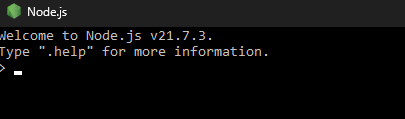 Node.js
Welcome to Node.js v21.7.3.
Type ".help" for more information.
>